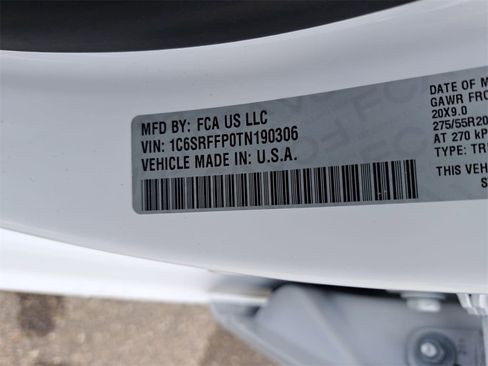 MFD BY: FCA US LLC
VIN: 1C6SRFFP0TN190306
VEHICLE MADE IN U.S.A.
DATE OF M
GAWR FRO
20X9.0
275/55R20
AT 270 kP
TYPE: TR
THIS VEH
S